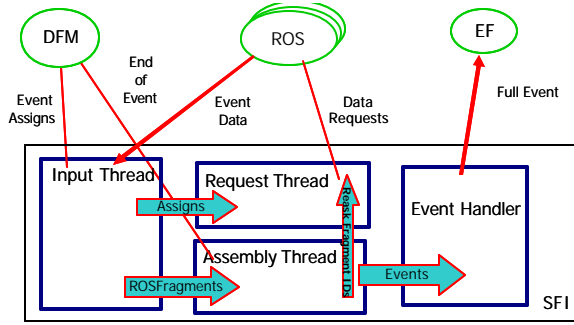 DFM
ROS
EF
End
of
Event
Event
Assigns
Event
Data
Data
Requests
Full Event
Input Thread
Request Thread
Assigns
Reask Fragment IDs
Event Handler
Assembly Thread
ROSFragments
Events
SFI